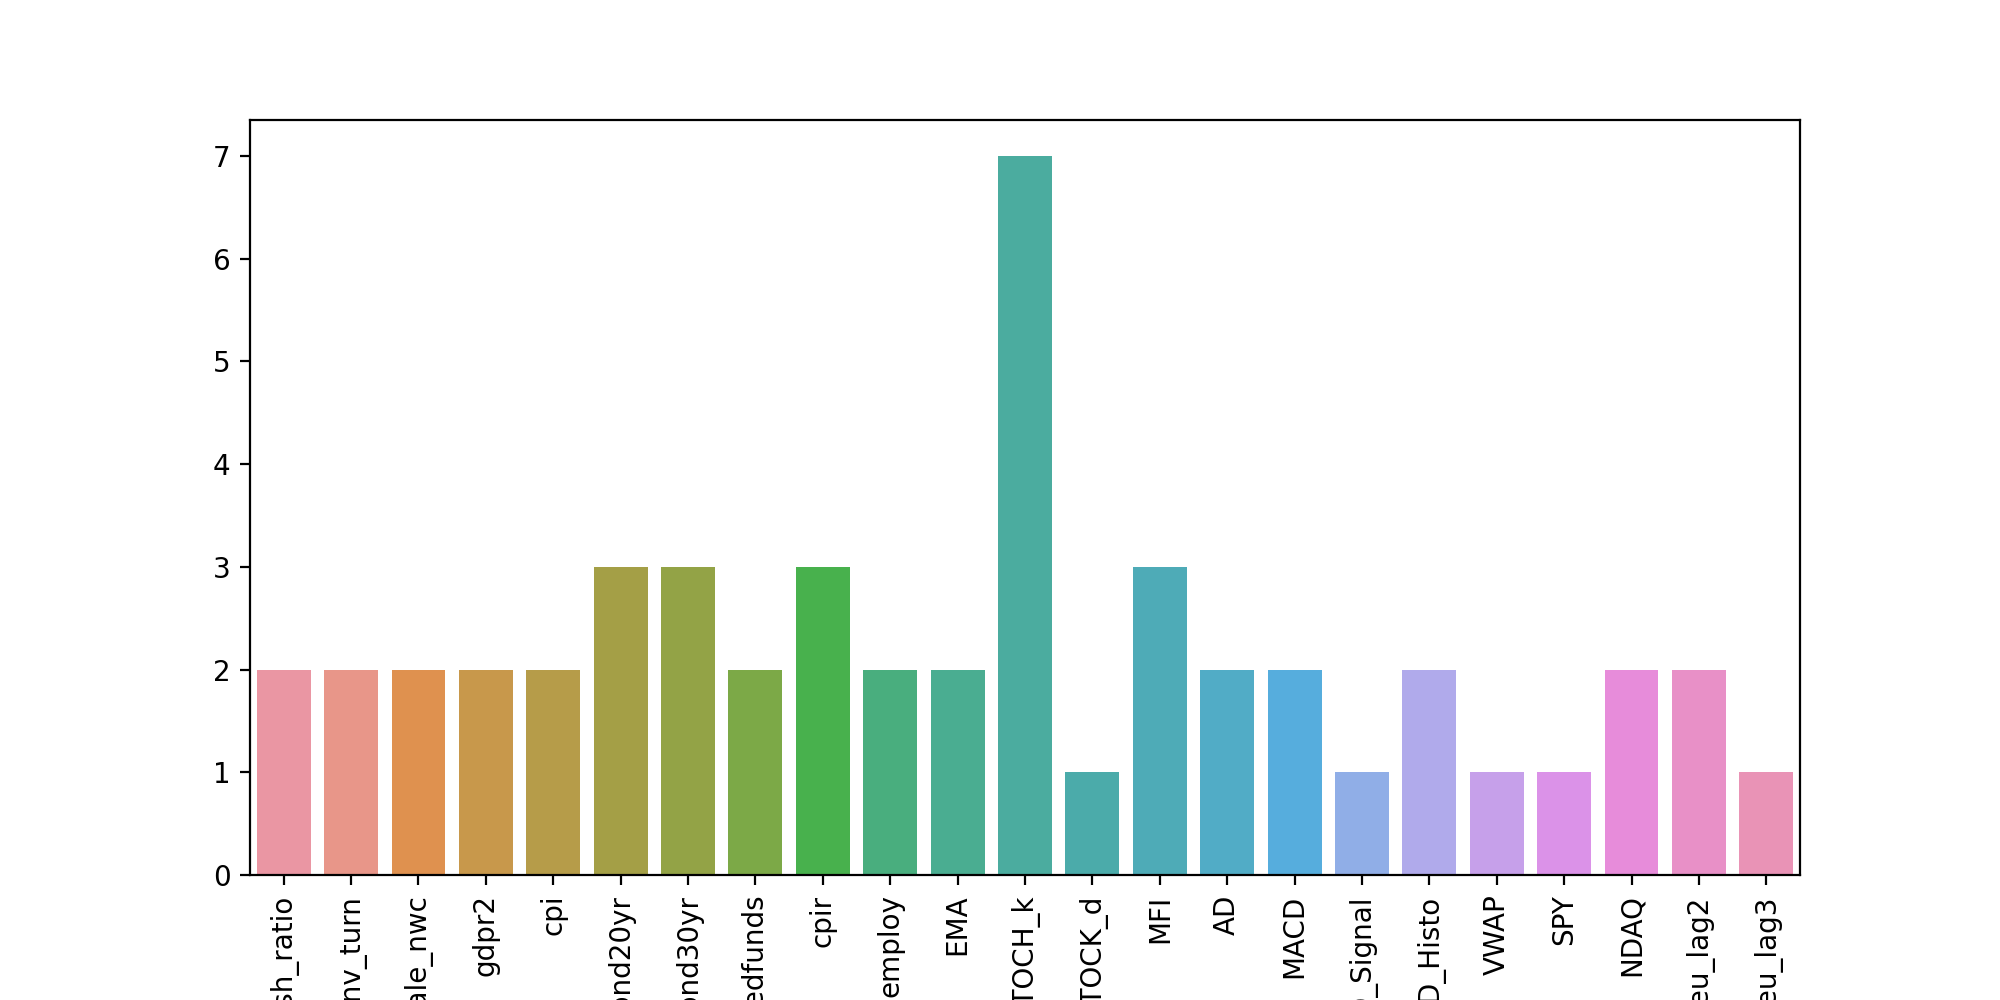 7
6
5
4
3
2
1
0
sh_ratio
nv_turn
ale_nwc
gdpr2
cpi
ond20yr
ond30yr
edfunds
cpir
employ
EMA
TOCH_k
TOCK_d
MFI
AD
MACD
_Signal
D_Histo
VWAP
SPY
NDAQ
eu_lag2
eu_lag3